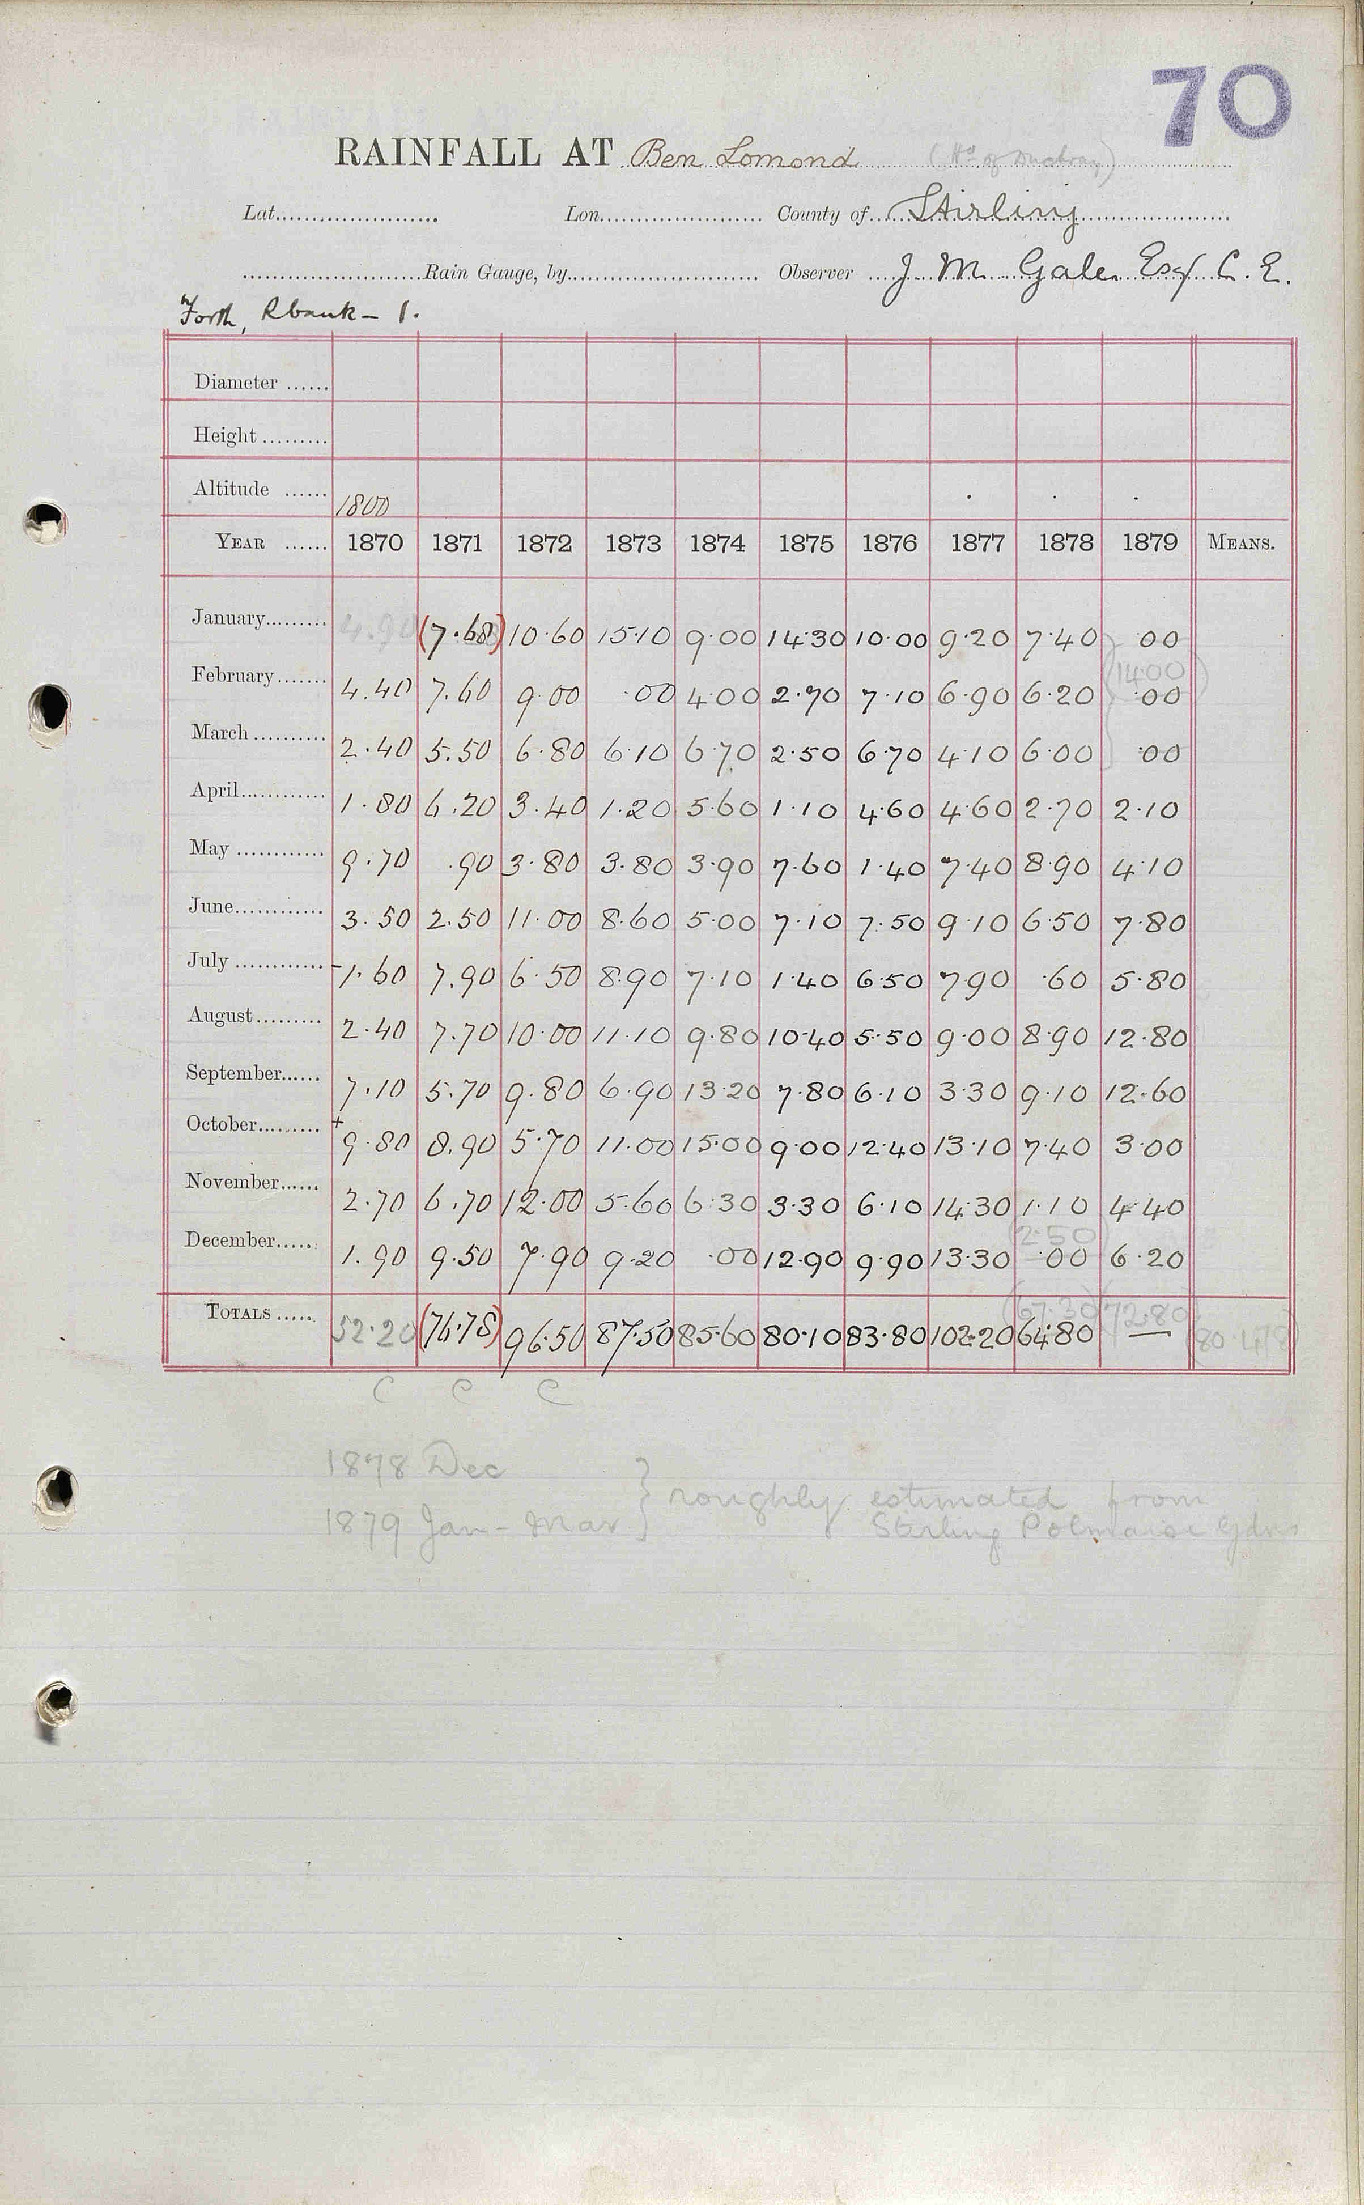 70
RAINFALL AT Ben Lomond (Hd of Duchray)
Lat. Lon. County of Stirling
Rain Gauge, by Observer J M Gale Esq C. E.
Forth, Rbank - 1.
Diameter
Height
Altitude 1800
YEAR 1870 1871 1872 1873 1874 1875 1876 1877 1878 1879 MEANS.
January 4.90 (7.68) 10.60 15.10 9.00 14.30 10.00 9.20 7.40 .00
(14.00)
February 4.40 7.60 9.00 .00 4.00 2.70 7.10 6.90 6.20 .00
March 2.40 5.50 6.80 6.10 6.70 2.50 6.70 4.10 6.00 .00
April 1.80 6.20 3.40 1.20 5.60 1.10 4.60 4.60 2.70 2.10
May 9.70 .90 3.80 3.80 3.90 7.60 1.40 7.40 8.90 4.10
June 3.50 2.50 11.00 8.60 5.00 7.10 7.50 9.10 6.50 7.80
July 1.60 7.90 6.50 8.90 7.10 1.40 6.50 7.90 .60 5.80
August 2.40 7.70 10.00 11.10 9.80 10.40 5.50 9.00 8.90 12.80
September 7.10 5.70 9.80 6.90 13.20 7.80 6.10 3.30 9.10 12.60
October + 9.80 8.90 5.70 11.00 15.00 9.00 12.40 13.10 7.40 3.00
November 2.70 6.70 12.00 5.60 6.30 3.30 6.10 14.30 1.10 4.40
(2.50)
December 1.90 9.50 7.90 9.20 .00 12.90 9.90 13.30 .00 6.20
(67.30) (72.80)
TOTALS 52.20 (76.78) 96.50 87.50 85.60 80.10 83.80 102.20 64.80 — (80.478)
C C C
1878 Dec
1879 Jan - Mar } roughly estimated from
Stirling Polmaise Gdns